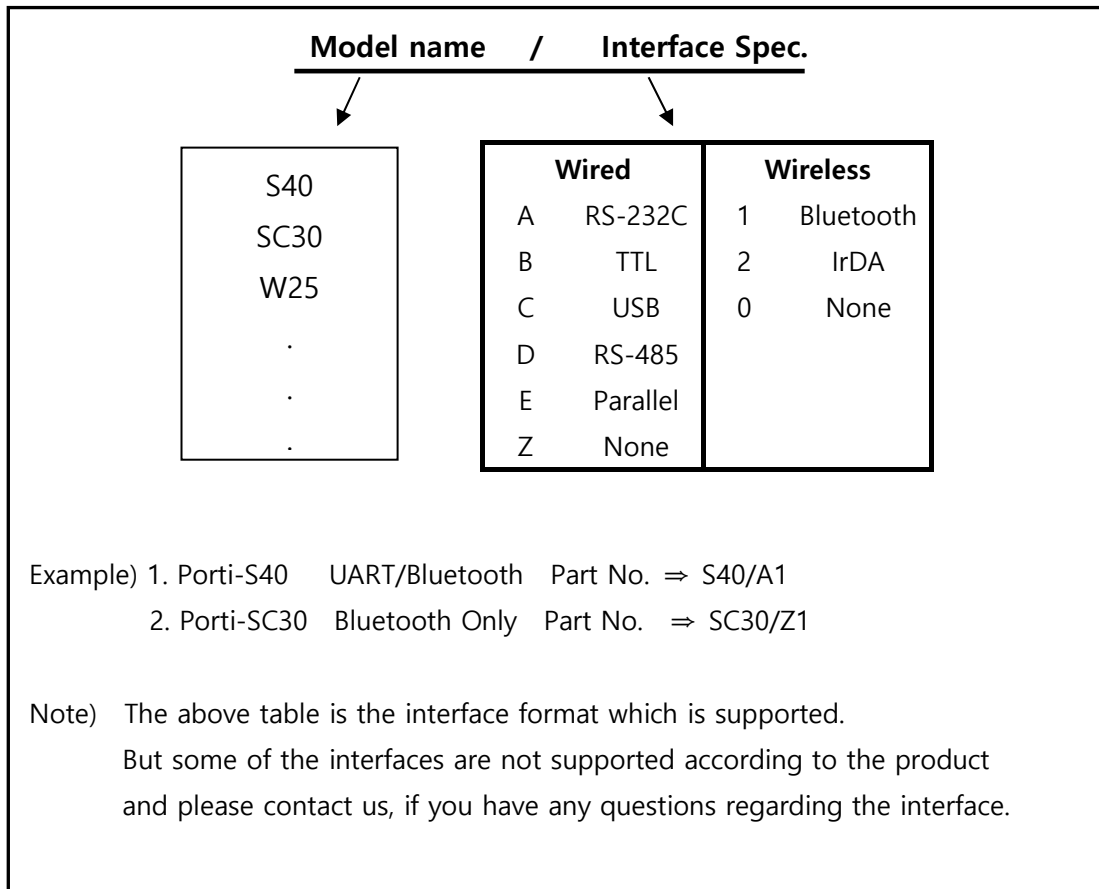 Model name / Interface Spec.
S40
SC30
W25
.
.
.
Wired Wireless
A RS-232C 1 Bluetooth
B TTL 2 IrDA
C USB 0 None
D RS-485
E Parallel
Z None
Example) 1. Porti-S40 UART/Bluetooth Part No. ⇒ S40/A1
2. Porti-SC30 Bluetooth Only Part No. ⇒ SC30/Z1
Note) The above table is the interface format which is supported.
But some of the interfaces are not supported according to the product
and please contact us, if you have any questions regarding the interface.